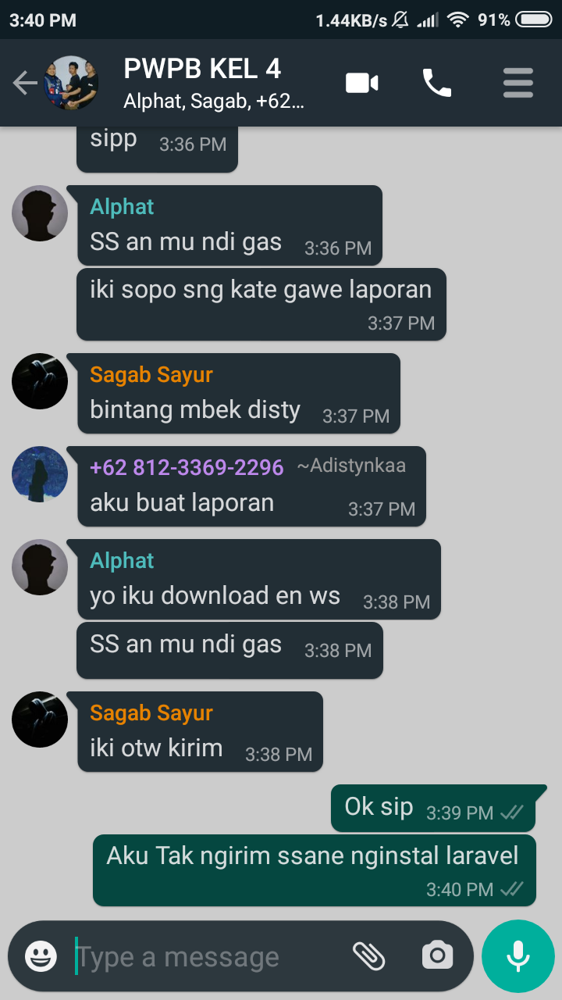 3:40 PM 1.44KB/s 91%
PWPB KEL 4
Alphat, Sagab, +62...
sipp 3:36 PM
Alphat
SS an mu ndi gas 3:36 PM
iki sopo sng kate gawe laporan
3:37 PM
Sagab Sayur
bintang mbek disty 3:37 PM
+62 812-3369-2296 ~Adistynkaa
aku buat laporan 3:37 PM
Alphat
yo iku download en ws 3:38 PM
SS an mu ndi gas 3:38 PM
Sagab Sayur
iki otw kirim 3:38 PM
Ok sip 3:39 PM
Aku Tak ngirim ssane nginstal laravel
3:40 PM
Type a message